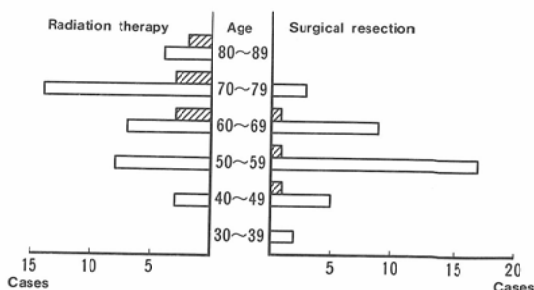 Radiation therapy Age Surgical resection
80～89
70～79
60～69
50～59
40～49
30～39
15 10 5 5 10 15 20
Cases Cases